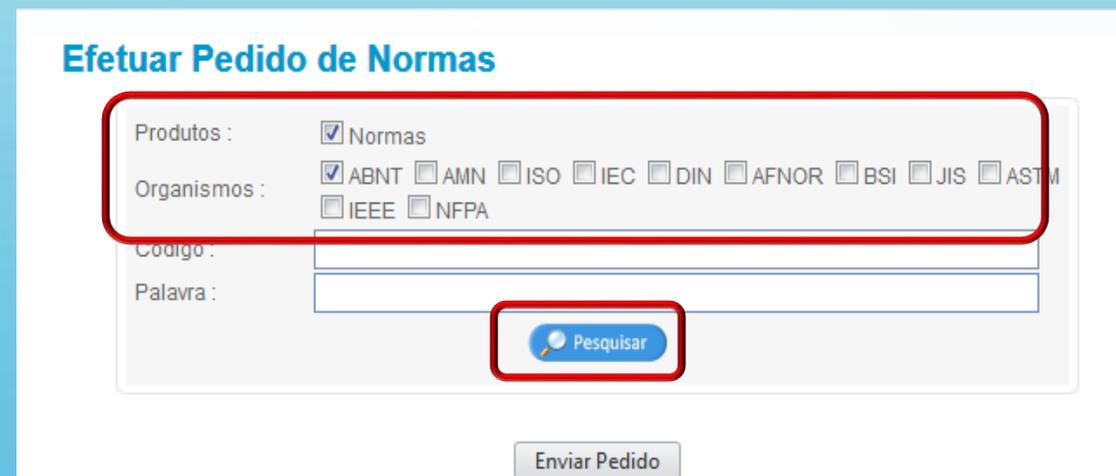 Efetuar Pedido de Normas
Produtos : Normas
Organismos : ABNT AMN ISO IEC DIN AFNOR BSI JIS ASTM
IEEE NFPA
Código :
Palavra :
Pesquisar
Enviar Pedido